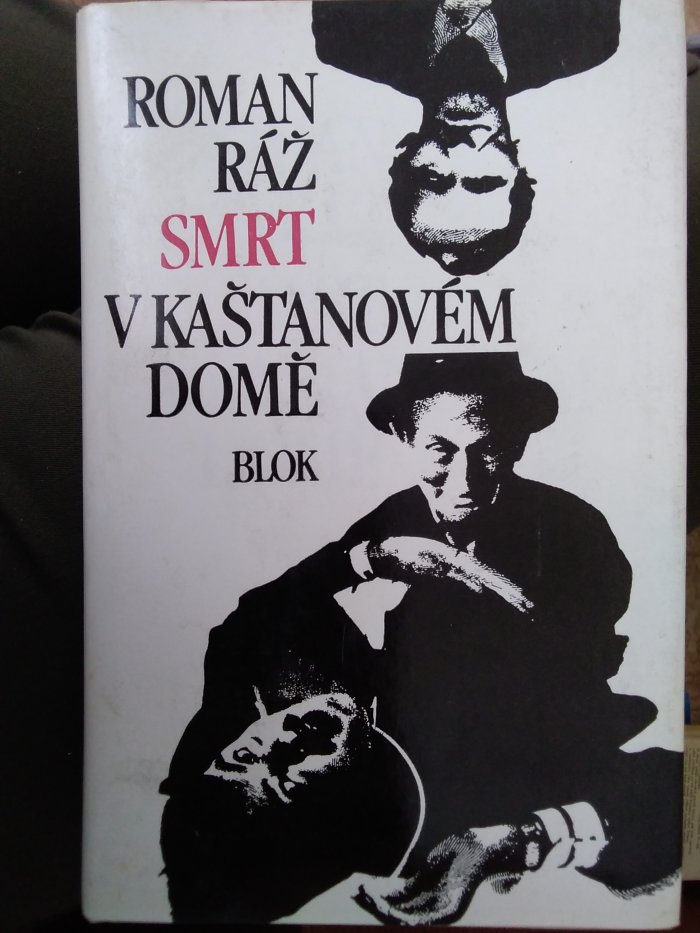 ROMAN
RÁŽ
SMRT
V KAŠTANOVÉM
DOMĚ
BLOK